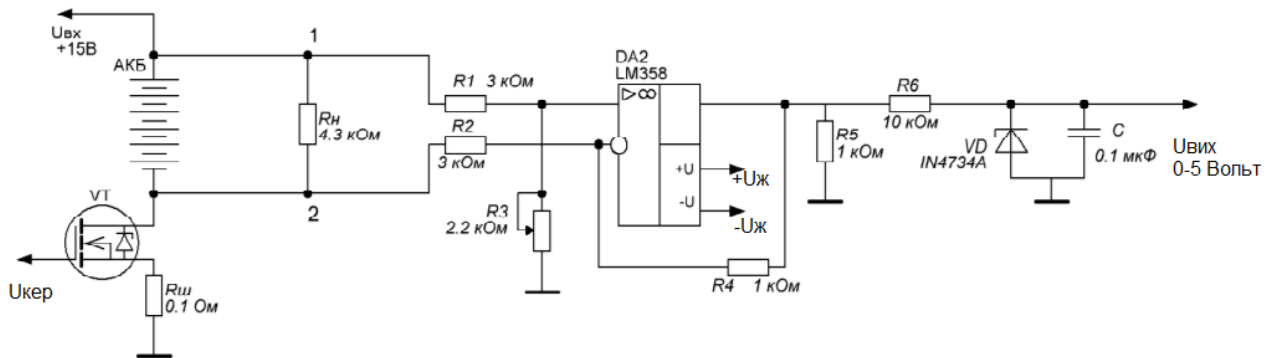 Uвх
+15В
АКБ
1
Rн
4.3 кОм
2
VT
Uкер
Rш
0.1 Ом
R1 3 кОм
R2
3 кОм
R3
2.2 кОм
DA2
LM358
▷∞
+U
-U
+Uж
-Uж
R4 1 кОм
R5
1 кОм
R6
10 кОм
VD
IN4734A
C
0.1 мкФ
Uвих
0-5 Вольт